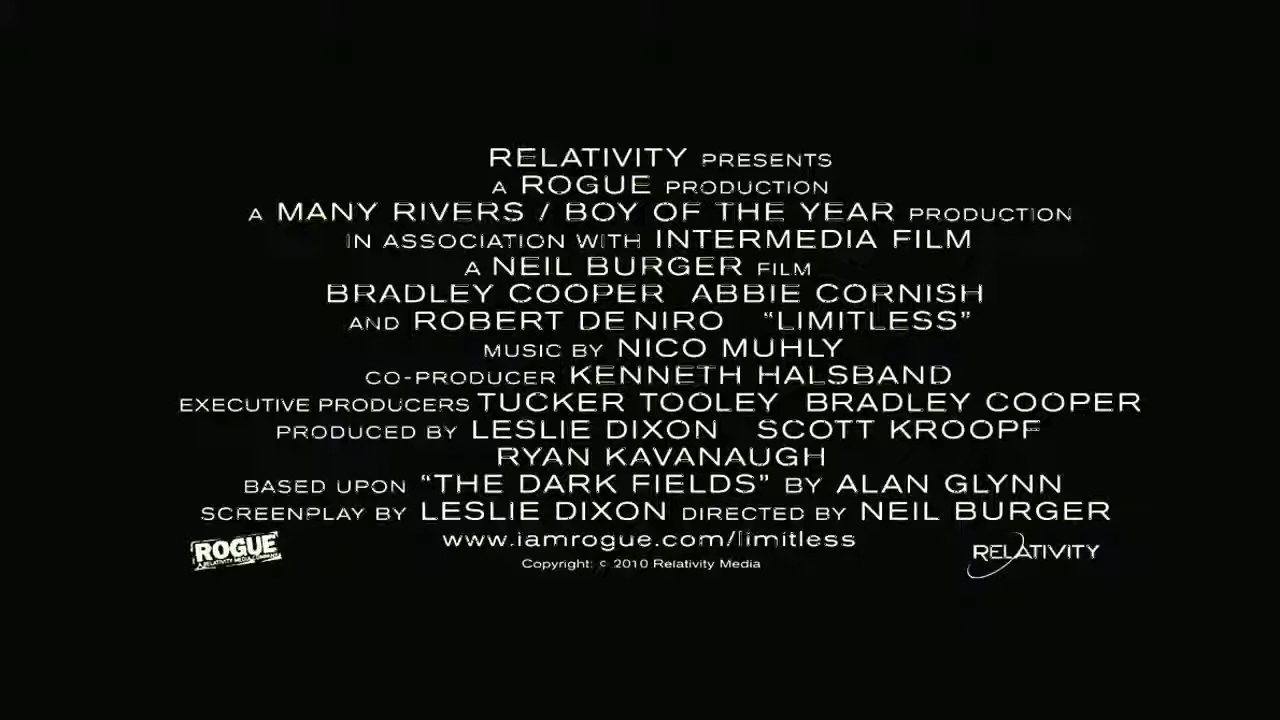 RELATIVITY PRESENTS
A ROGUE PRODUCTION
A MANY RIVERS / BOY OF THE YEAR PRODUCTION
IN ASSOCIATION WITH INTERMEDIA FILM
A NEIL BURGER FILM
BRADLEY COOPER ABBIE CORNISH
AND ROBERT DE NIRO “LIMITLESS”
MUSIC BY NICO MUHLY
CO-PRODUCER KENNETH HALSBAND
EXECUTIVE PRODUCERS TUCKER TOOLEY BRADLEY COOPER
PRODUCED BY LESLIE DIXON SCOTT KROOPF
RYAN KAVANAUGH
BASED UPON “THE DARK FIELDS” BY ALAN GLYNN
SCREENPLAY BY LESLIE DIXON DIRECTED BY NEIL BURGER
www.iamrogue.com/limitless
Copyright: © 2010 Relativity Media
ROGUE
A RELATIVITY MEDIA COMPANY
RELATIVITY